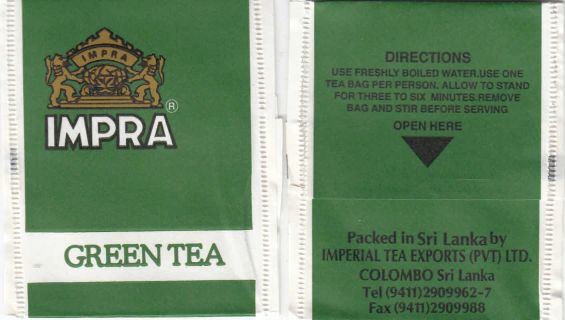 IMPRA
®
IMPRA
GREEN TEA
DIRECTIONS
USE FRESHLY BOILED WATER.USE ONE
TEA BAG PER PERSON. ALLOW TO STAND
FOR THREE TO SIX MINUTES.REMOVE
BAG AND STIR BEFORE SERVING
OPEN HERE
Packed in Sri Lanka by
IMPERIAL TEA EXPORTS (PVT) LTD.
COLOMBO Sri Lanka
Tel (9411)2909962-7
Fax (9411)2909988